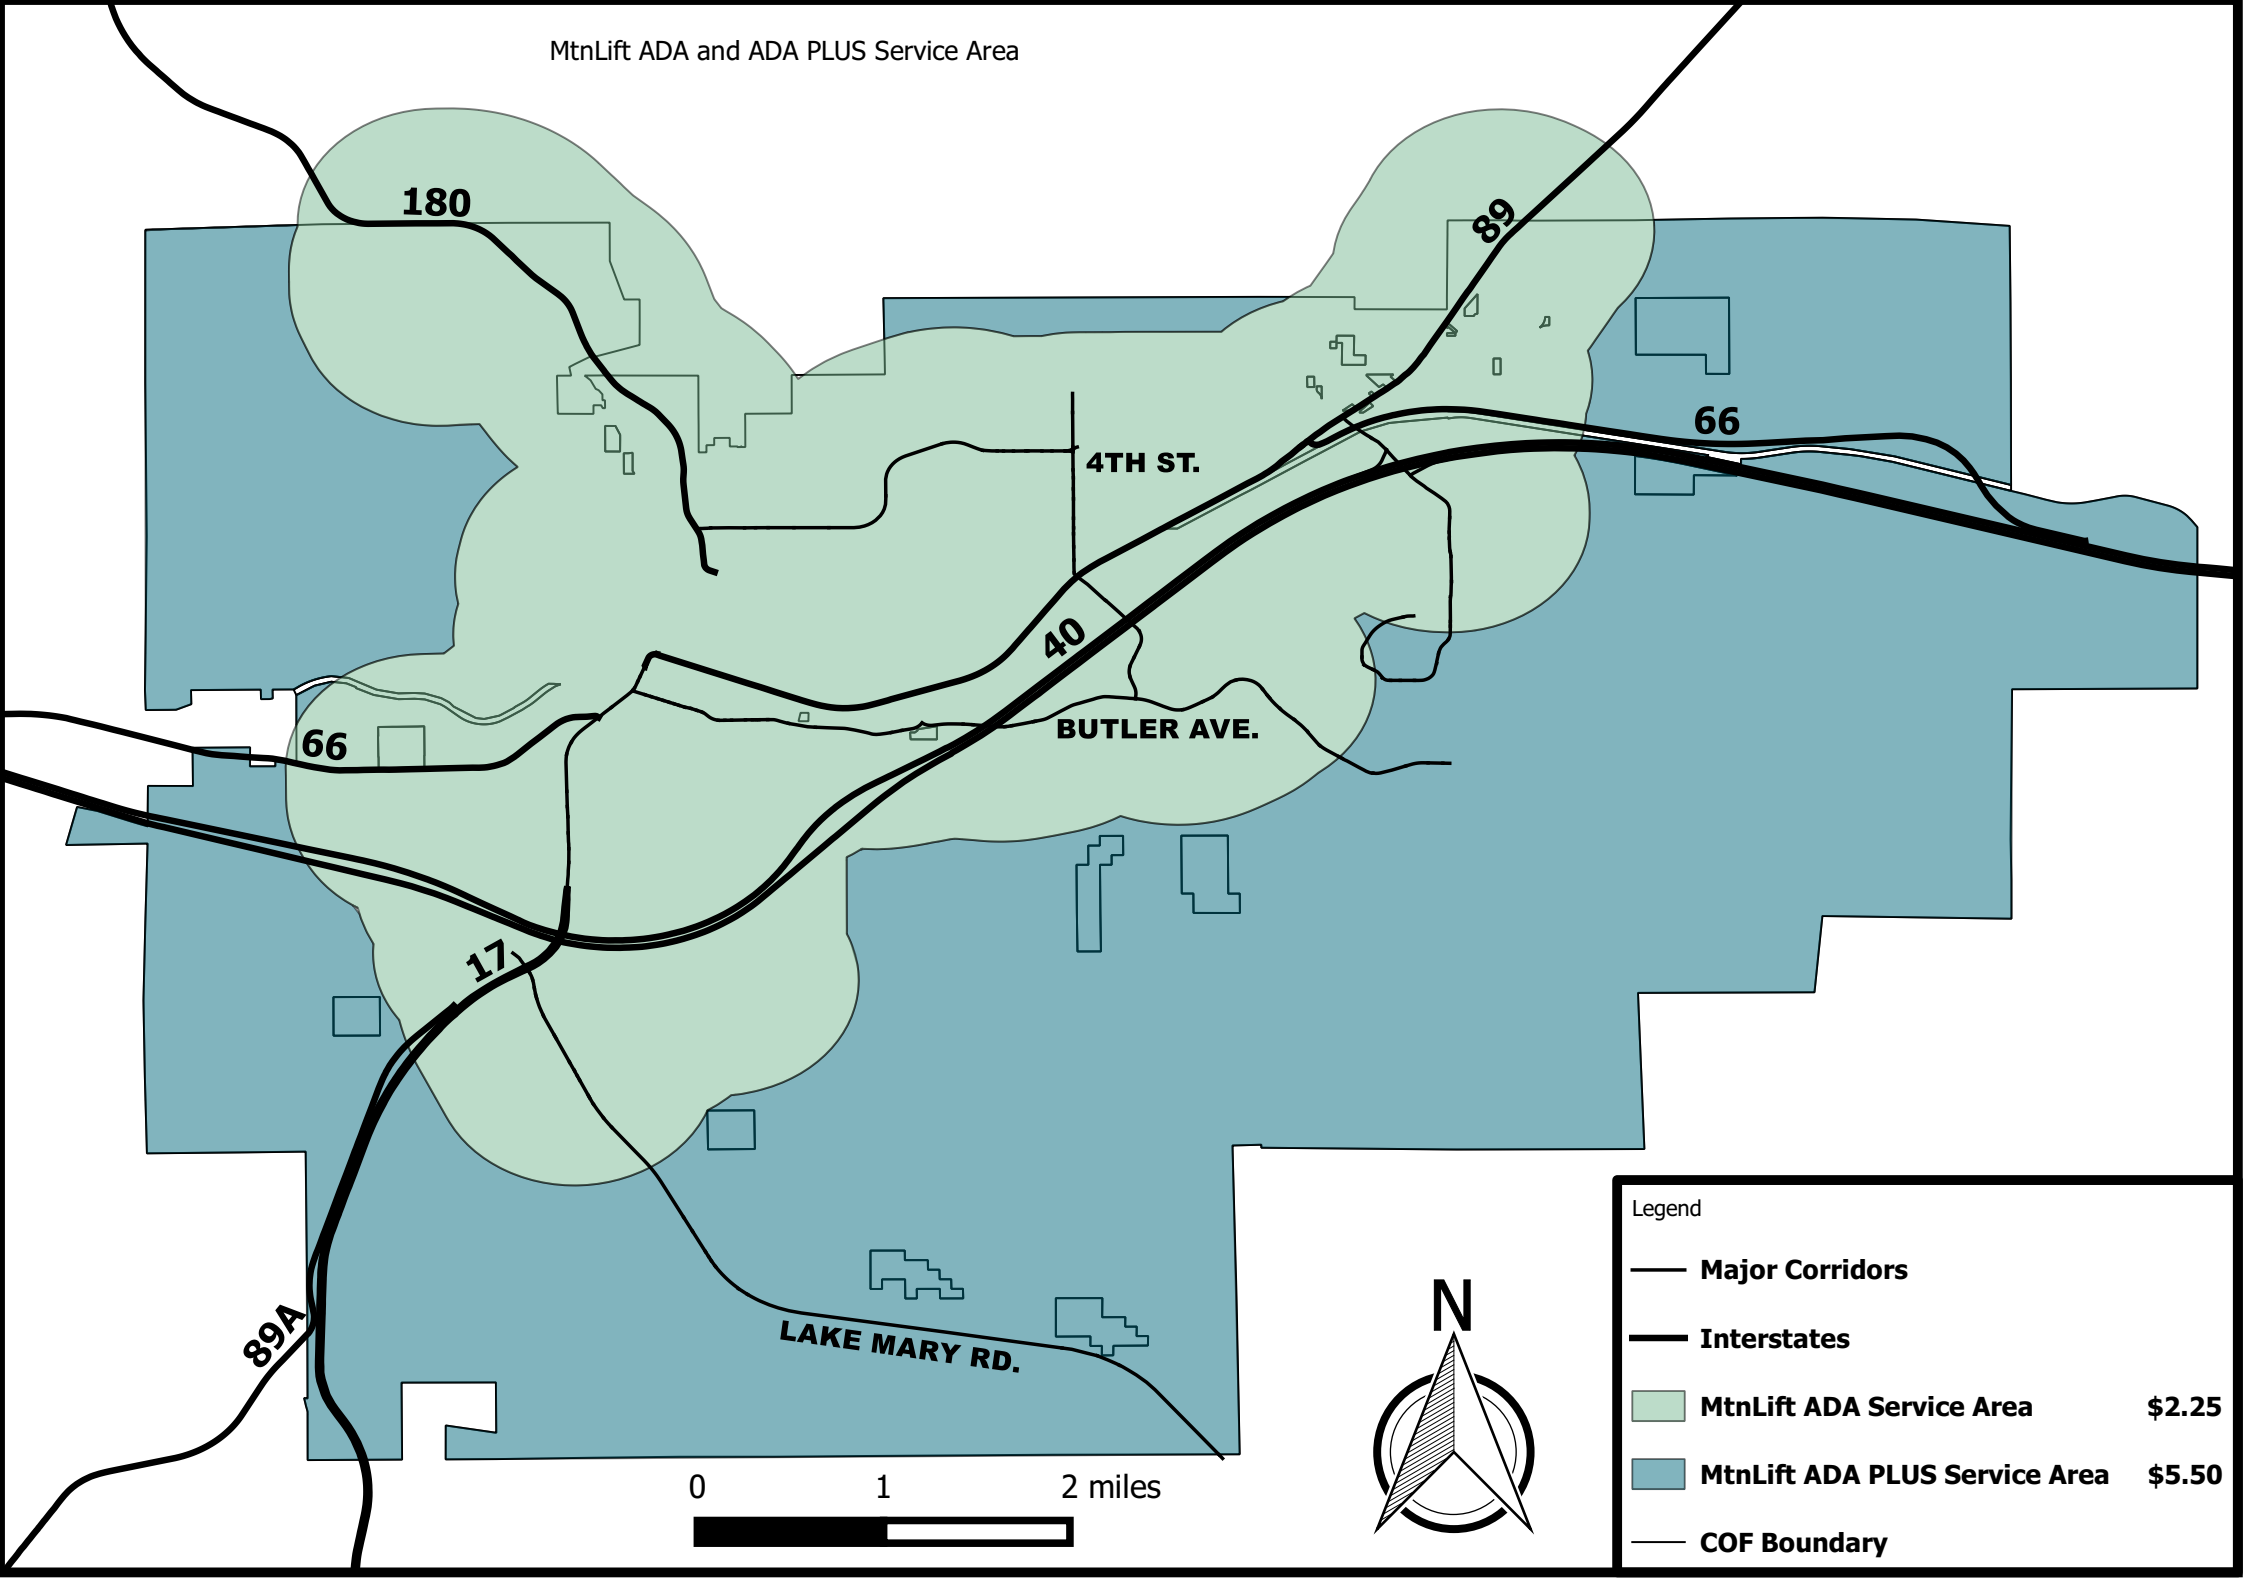 MtnLift ADA and ADA PLUS Service Area
180
89
66
4TH ST.
40
BUTLER AVE.
66
17
89A
LAKE MARY RD.
0 1 2 miles
N
Legend
Major Corridors
Interstates
MtnLift ADA Service Area $2.25
MtnLift ADA PLUS Service Area $5.50
COF Boundary